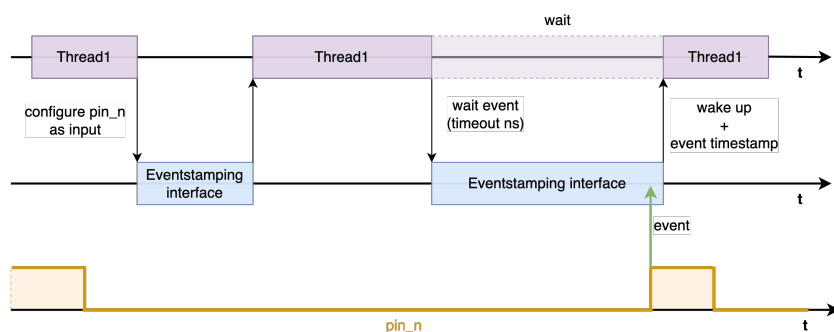 wait
Thread1
Thread1
Thread1
t
configure pin_n
as input
wait event
(timeout ns)
wake up
+
event timestamp
Eventstamping
interface
Eventstamping interface
t
event
pin_n
t